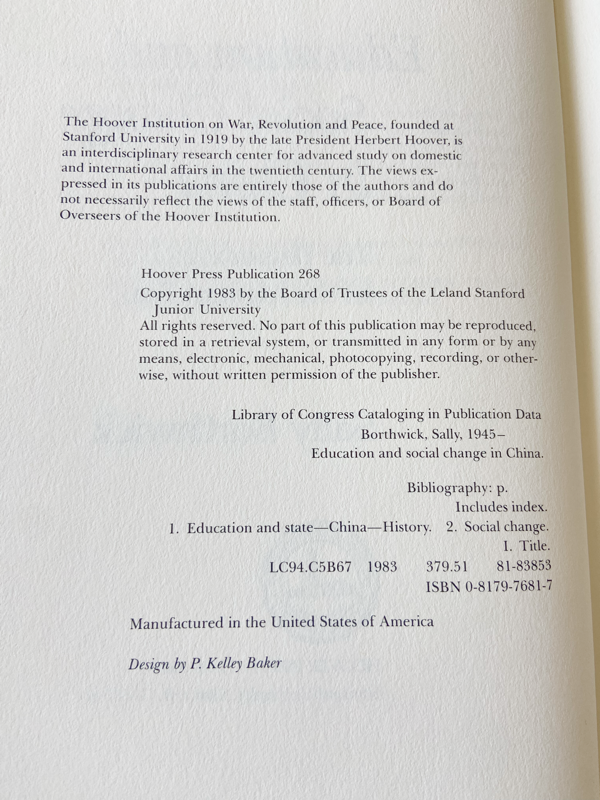 The Hoover Institution on War, Revolution and Peace, founded at
Stanford University in 1919 by the late President Herbert Hoover, is
an interdisciplinary research center for advanced study on domestic
and international affairs in the twentieth century. The views ex-
pressed in its publications are entirely those of the authors and do
not necessarily reflect the views of the staff, officers, or Board of
Overseers of the Hoover Institution.
Hoover Press Publication 268
Copyright 1983 by the Board of Trustees of the Leland Stanford
Junior University
All rights reserved. No part of this publication may be reproduced,
stored in a retrieval system, or transmitted in any form or by any
means, electronic, mechanical, photocopying, recording, or other-
wise, without written permission of the publisher.
Library of Congress Cataloging in Publication Data
Borthwick, Sally, 1945–
Education and social change in China.
Bibliography: p.
Includes index.
1. Education and state—China—History. 2. Social change.
I. Title.
LC94.C5B67 1983 379.51 81-83853
ISBN 0-8179-7681-7
Manufactured in the United States of America
Design by P. Kelley Baker